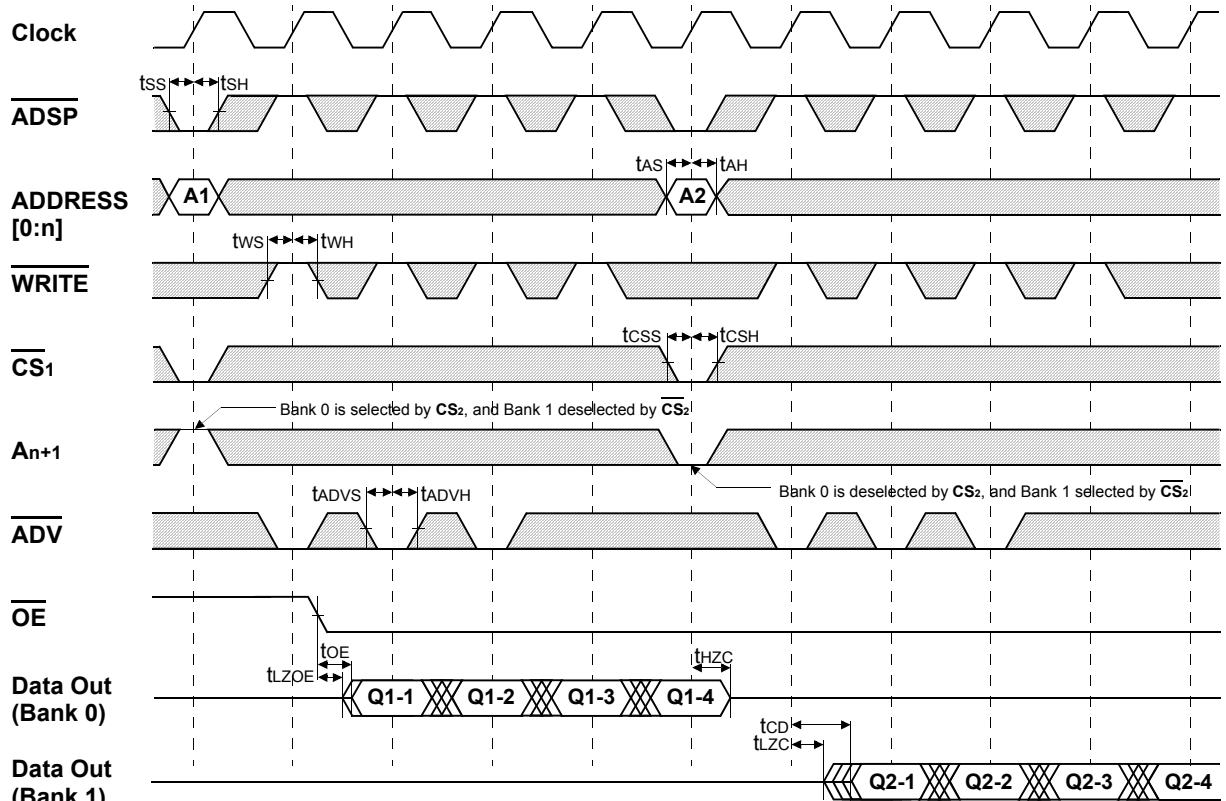 Clock
tSS tSH
ADSP
tAS tAH
ADDRESS
[0:n]
A1 A2
tWS tWH
WRITE
tCSS tCSH
CS1
Bank 0 is selected by CS2, and Bank 1 deselected by CS2
An+1
Bank 0 is deselected by CS2, and Bank 1 selected by CS2
tADVS tADVH
ADV
OE
tOE tHZC
tLZOE
Data Out
(Bank 0)
Q1-1 Q1-2 Q1-3 Q1-4
tCD
tLZC
Data Out
(Bank 1)
Q2-1 Q2-2 Q2-3 Q2-4